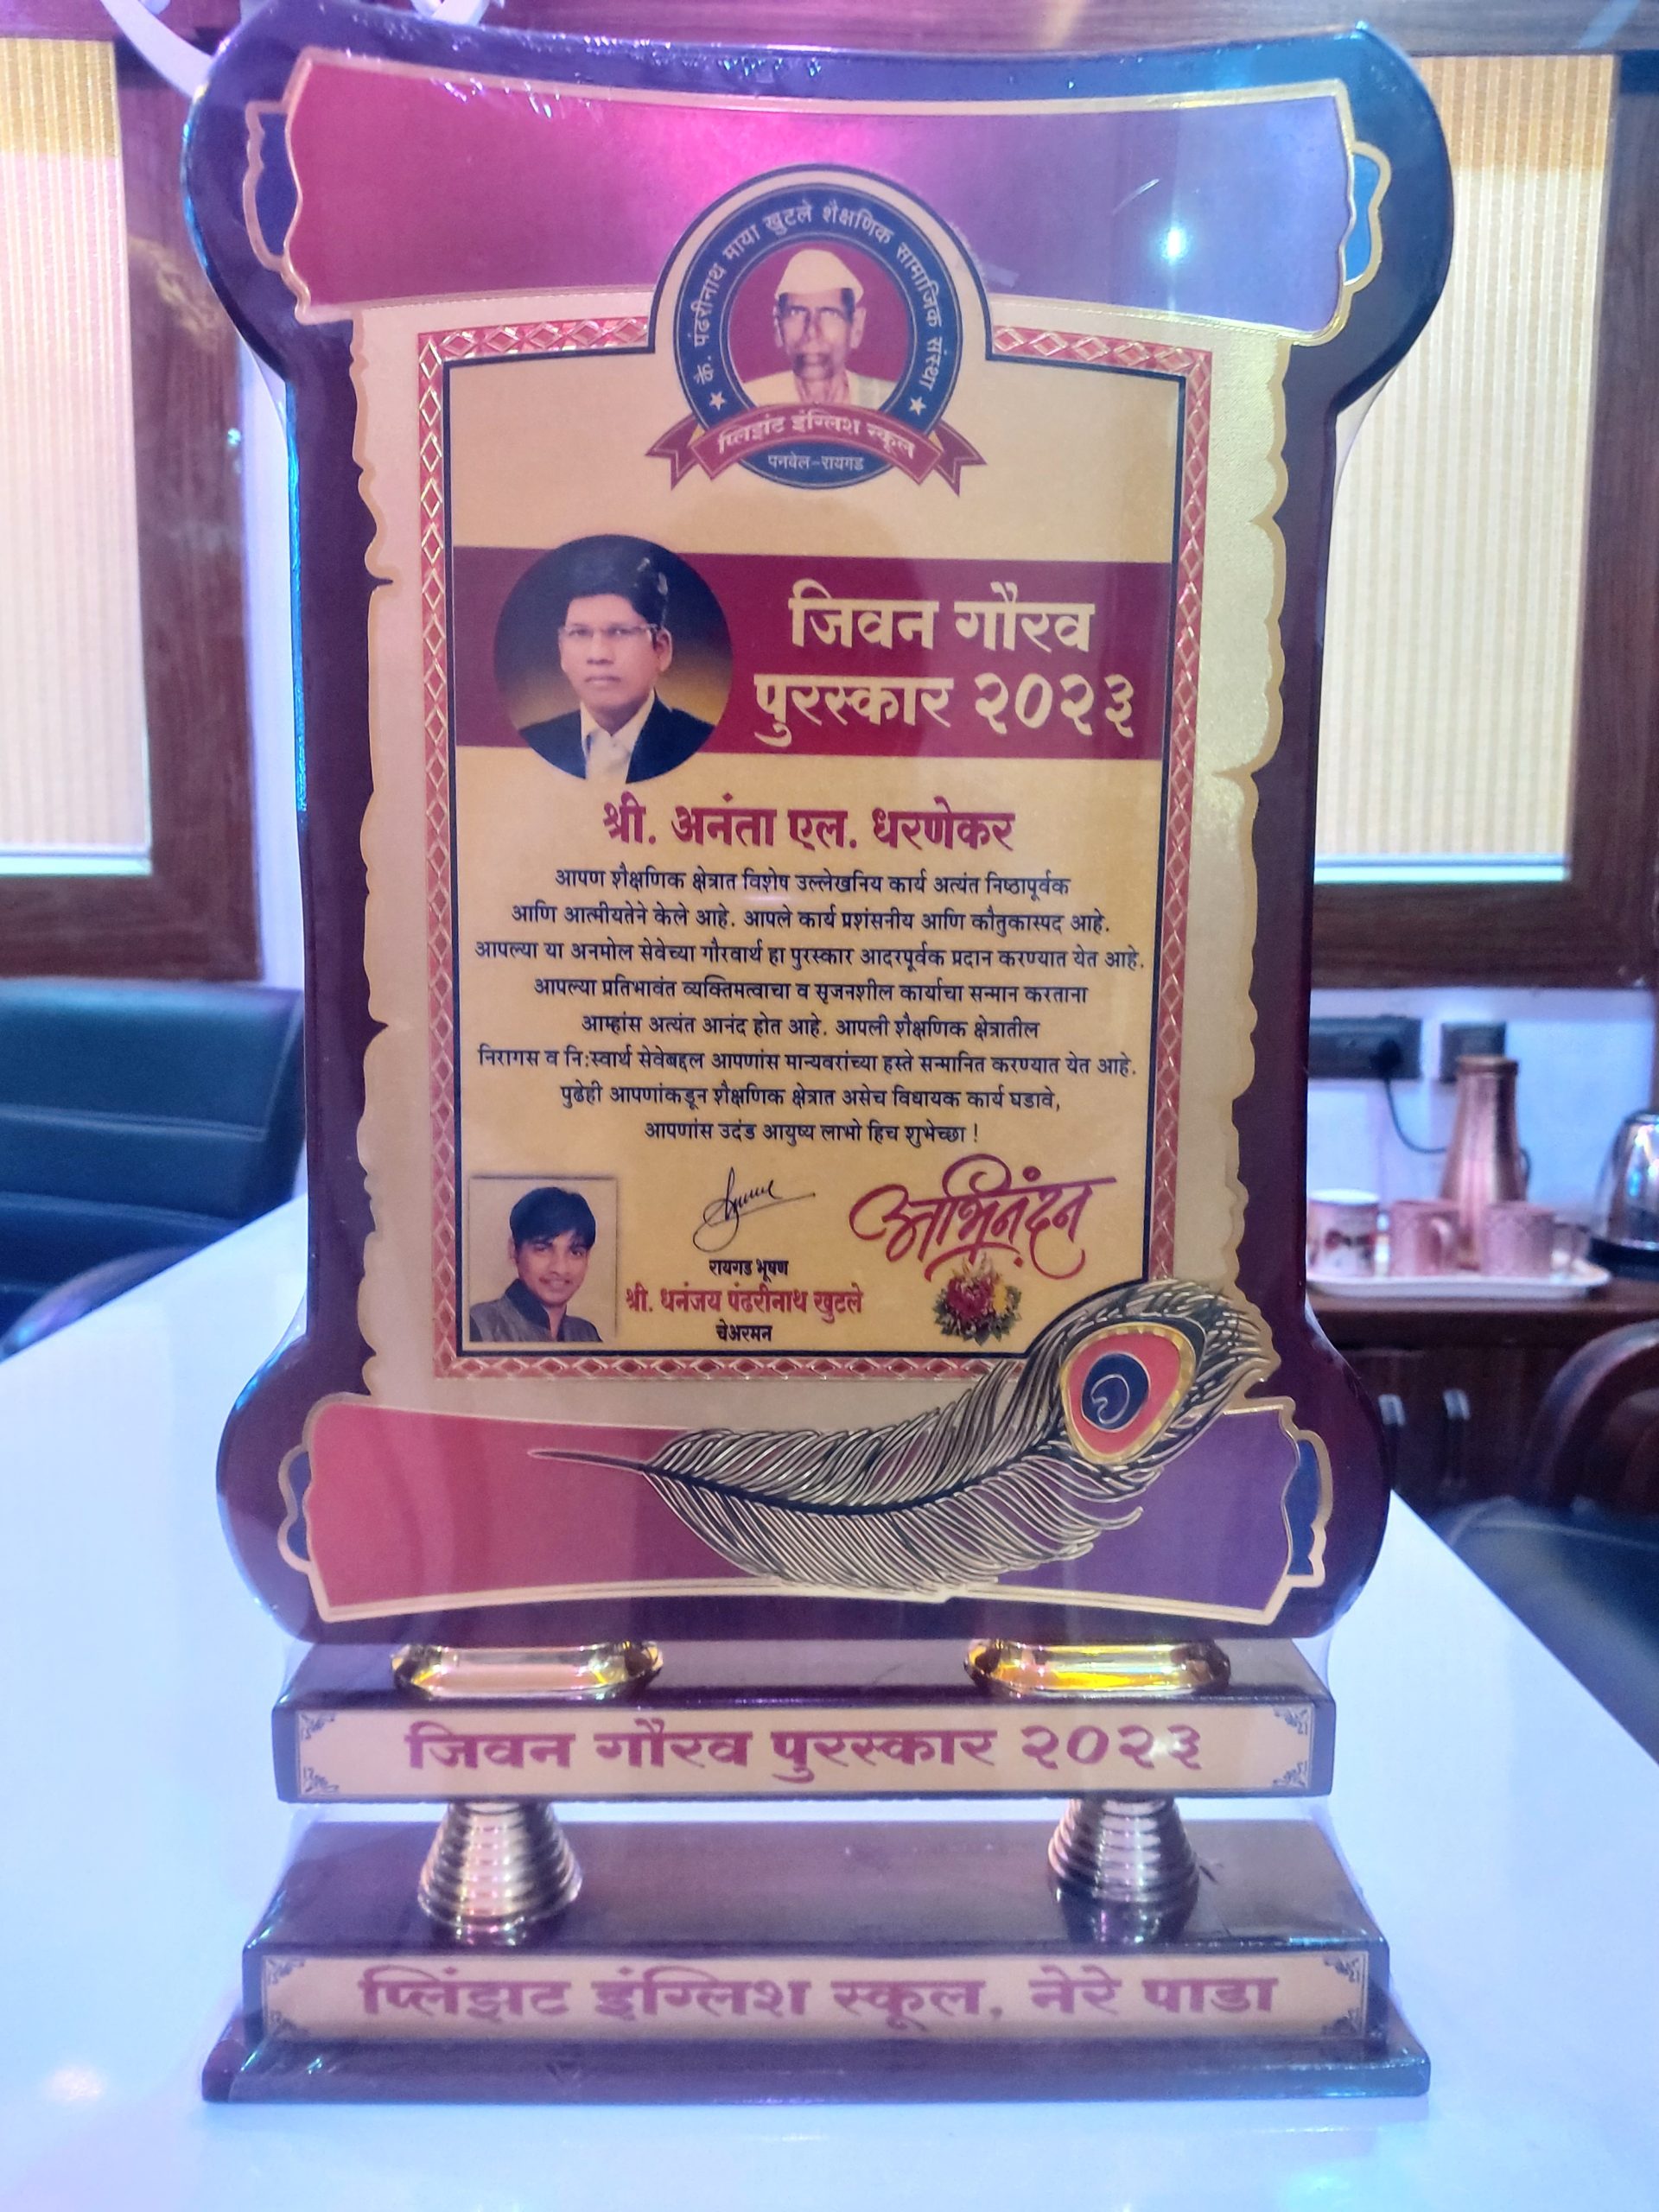 कै. पंढरीनाथ माया खुटले शैक्षणिक सामाजिक संस्था
प्लिझंट इंग्लिश स्कूल
पनवेल-रायगड
जिवन गौरव
पुरस्कार २०२३
श्री. अनंता एल. धरणेकर
आपण शैक्षणिक क्षेत्रात विशेष उल्लेखनिय कार्य अत्यंत निष्ठापूर्वक
आणि आत्मीयतेने केले आहे. आपले कार्य प्रशंसनीय आणि कौतुकास्पद आहे.
आपल्या या अनमोल सेवेच्या गौरवार्थ हा पुरस्कार आदरपूर्वक प्रदान करण्यात येत आहे.
आपल्या प्रतिभावंत व्यक्तिमत्वाचा व सृजनशील कार्याचा सन्मान करताना
आम्हांस अत्यंत आनंद होत आहे. आपली शैक्षणिक क्षेत्रातील
निरागस व नि:स्वार्थ सेवेबद्दल आपणांस मान्यवरांच्या हस्ते सन्मानित करण्यात येत आहे.
पुढेही आपणांकडून शैक्षणिक क्षेत्रात असेच विधायक कार्य घडावे,
आपणांस उदंड आयुष्य लाभो हिच शुभेच्छा !
अभिनंदन
रायगड भूषण
श्री. धनंजय पंढरीनाथ खुटले
चेअरमन
जिवन गौरव पुरस्कार २०२३
प्लिंझट इंग्लिश स्कूल, नेरे पाडा